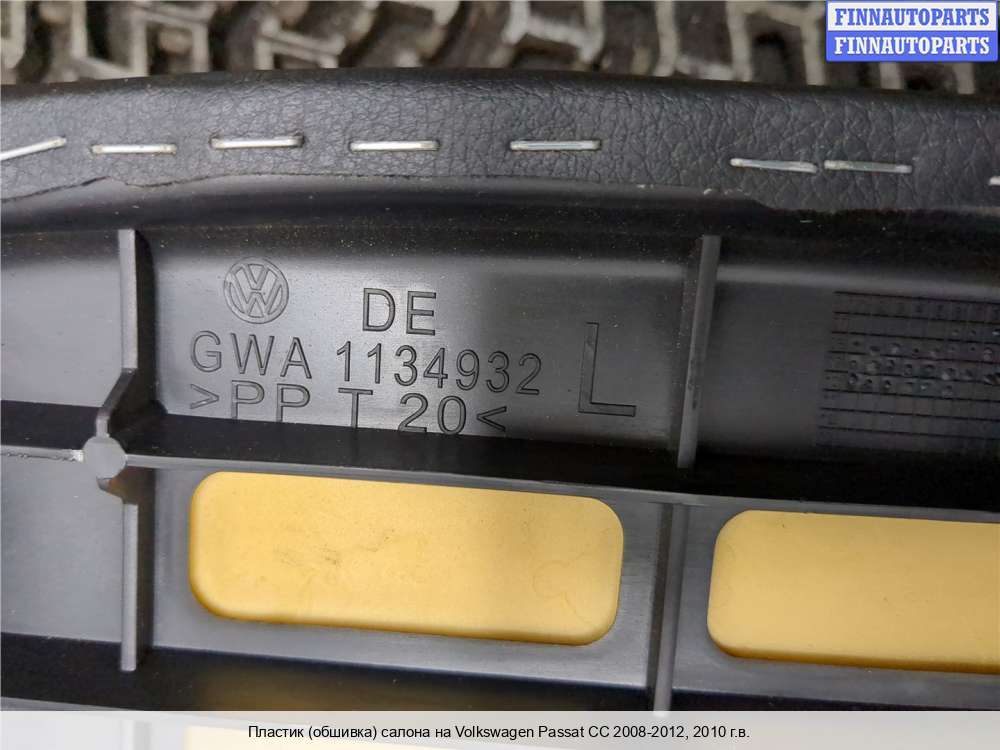 FINNAUTOPARTS
FINNAUTOPARTS
VW
DE
GWA 1134932
L
>PP T 20<
Пластик (обшивка) салона на Volkswagen Passat CC 2008-2012, 2010 г.в.